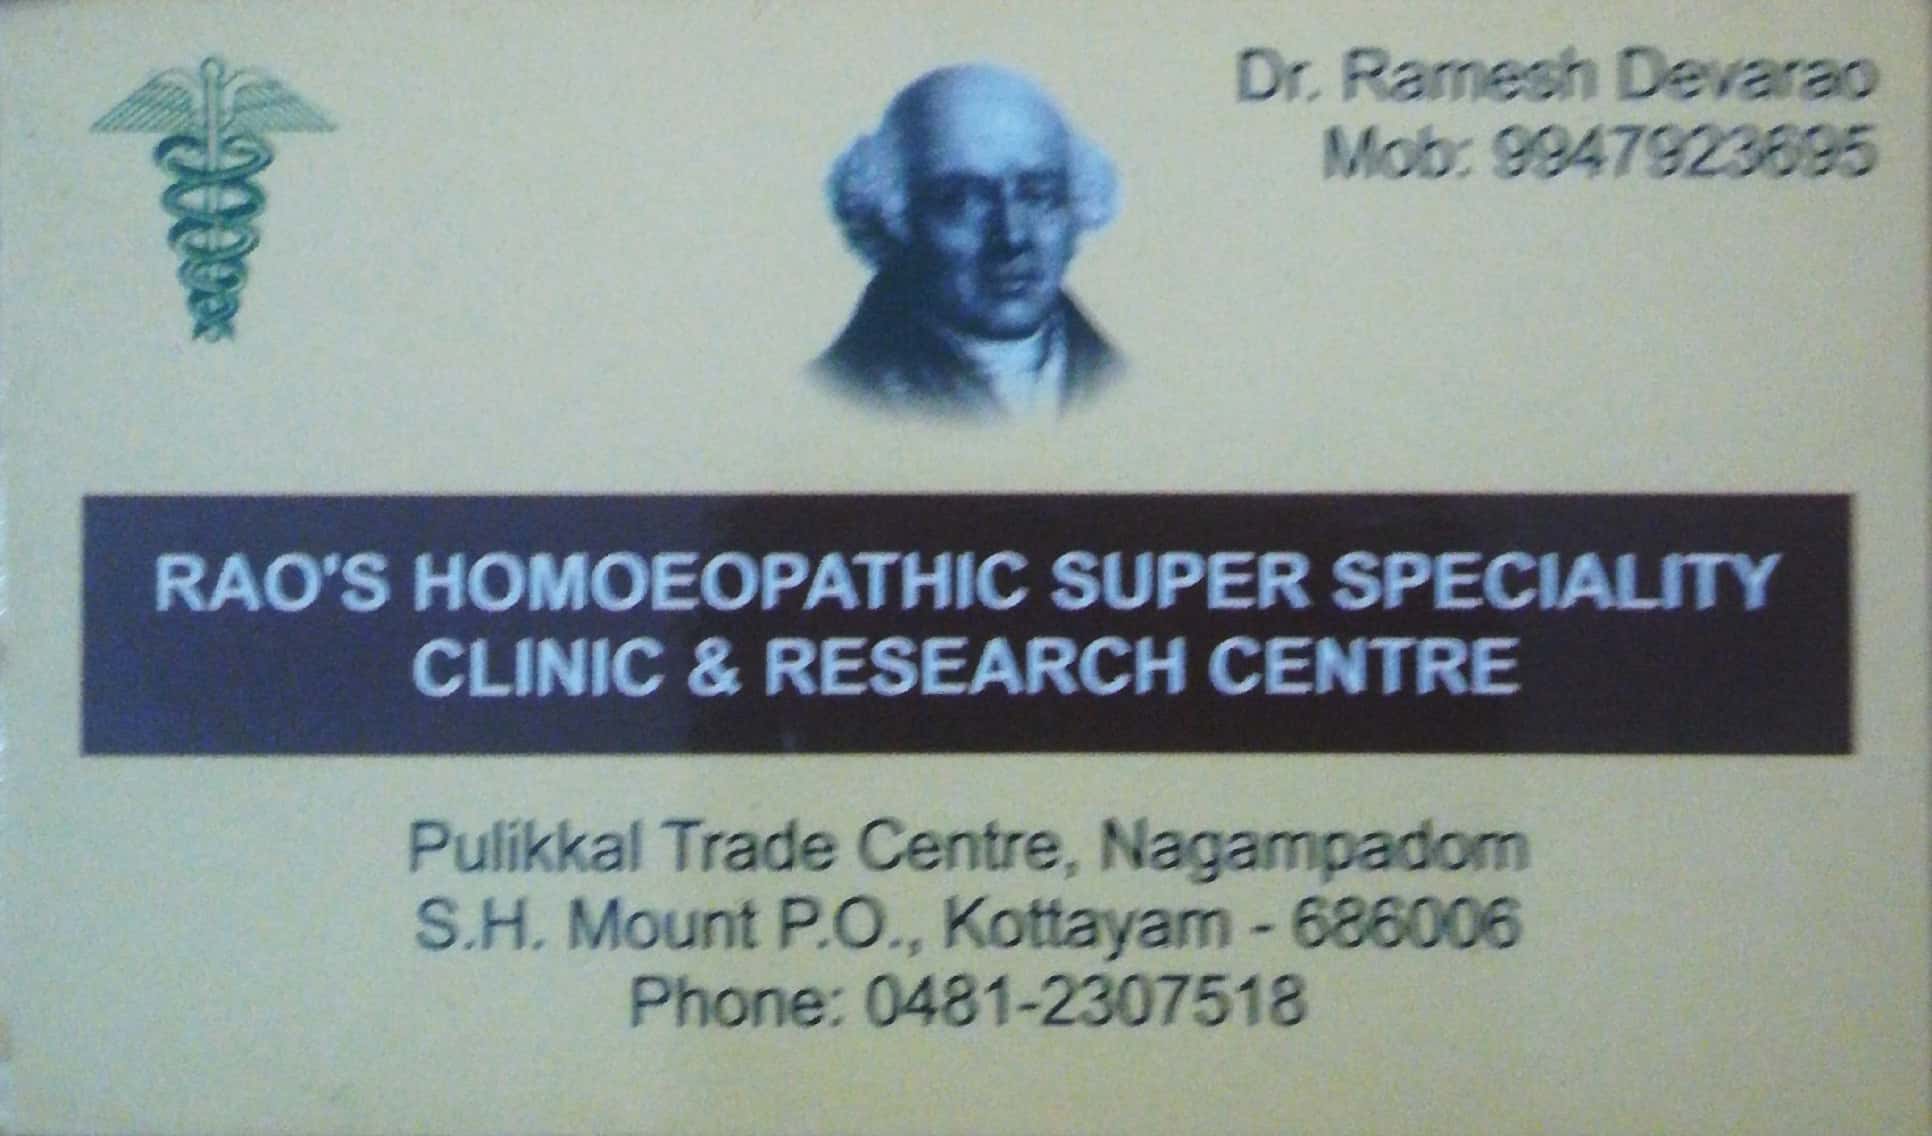 Dr. Ramesh Devarao
Mob: 9947923695
RAO'S HOMOEOPATHIC SUPER SPECIALITY
CLINIC & RESEARCH CENTRE
Pulikkal Trade Centre, Nagampadom
S.H. Mount P.O., Kottayam - 686006
Phone: 0481-2307518